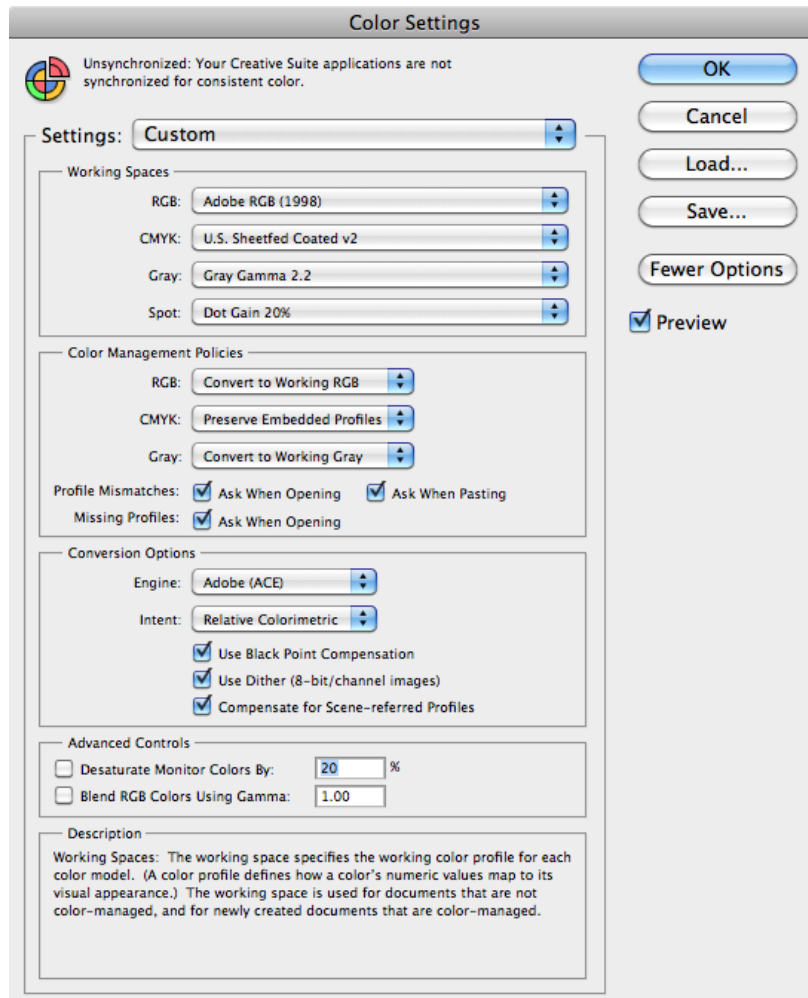 Color Settings
Unsynchronized: Your Creative Suite applications are not
synchronized for consistent color.
OK
Cancel
Load...
Save...
Fewer Options
Preview
Settings: Custom
Working Spaces
RGB: Adobe RGB (1998)
CMYK: U.S. Sheetfed Coated v2
Gray: Gray Gamma 2.2
Spot: Dot Gain 20%
Color Management Policies
RGB: Convert to Working RGB
CMYK: Preserve Embedded Profiles
Gray: Convert to Working Gray
Profile Mismatches: Ask When Opening Ask When Pasting
Missing Profiles: Ask When Opening
Conversion Options
Engine: Adobe (ACE)
Intent: Relative Colorimetric
Use Black Point Compensation
Use Dither (8-bit/channel images)
Compensate for Scene-referred Profiles
Advanced Controls
Desaturate Monitor Colors By: 20 %
Blend RGB Colors Using Gamma: 1.00
Description
Working Spaces: The working space specifies the working color profile for each
color model. (A color profile defines how a color's numeric values map to its
visual appearance.) The working space is used for documents that are not
color-managed, and for newly created documents that are color-managed.